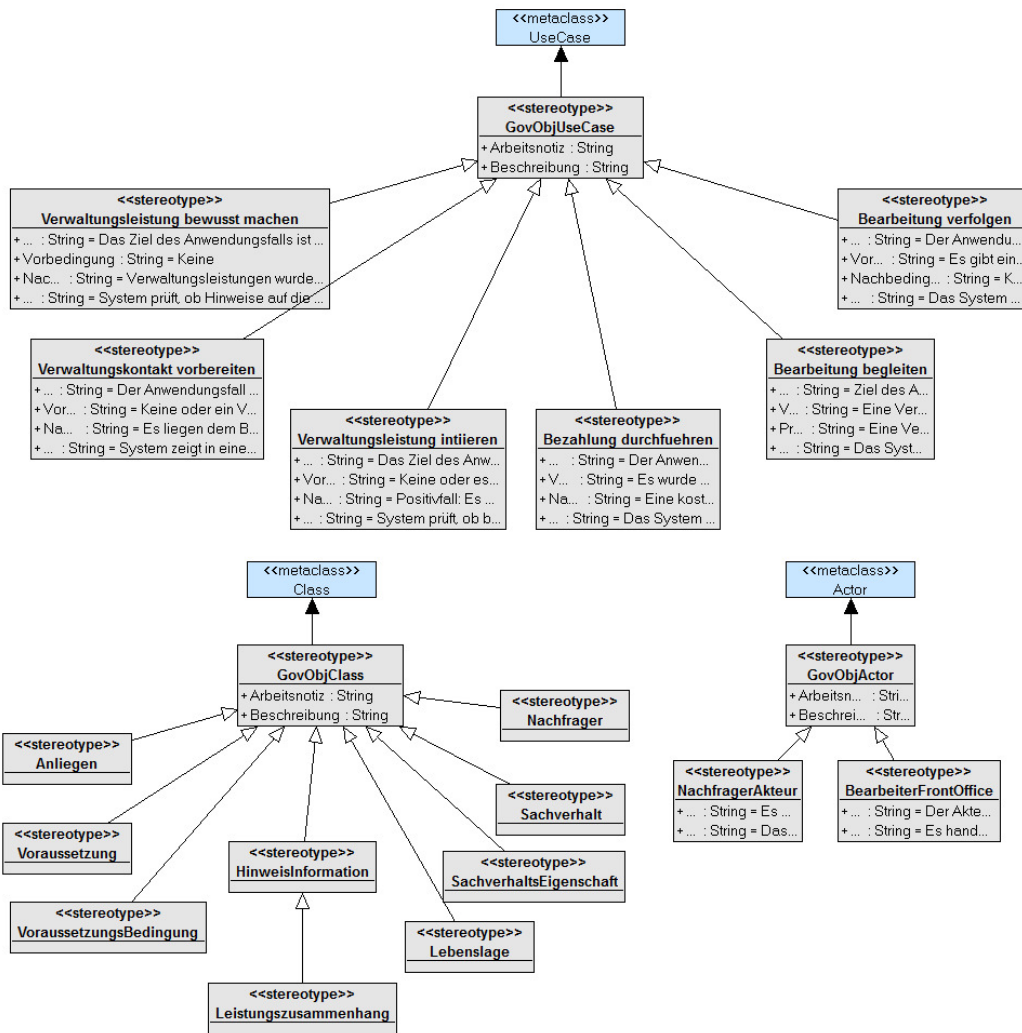 <<metaclass>>
UseCase
<<stereotype>>
GovObjUseCase
+ Arbeitsnotiz : String
+ Beschreibung : String
<<stereotype>>
Verwaltungsleistung bewusst machen
+ ... : String = Das Ziel des Anwendungsfalls ist ...
+ Vorbedingung : String = Keine
+ Nac... : String = Verwaltungsleistungen wurde...
+ ... : String = System prüft, ob Hinweise auf die ...
<<stereotype>>
Bearbeitung verfolgen
+ ... : String = Der Anwendu...
+ Vor... : String = Es gibt ein...
+ Nachbeding... : String = K...
+ ... : String = Das System ...
<<stereotype>>
Verwaltungskontakt vorbereiten
+ ... : String = Der Anwendungsfall ...
+ Vor... : String = Keine oder ein V...
+ Na... : String = Es liegen dem B...
+ ... : String = System zeigt in eine...
<<stereotype>>
Verwaltungsleistung intiieren
+ ... : String = Das Ziel des Anw...
+ Vor... : String = Keine oder es...
+ Na... : String = Positivfall: Es ...
+ ... : String = System prüft, ob b...
<<stereotype>>
Bezahlung durchfuehren
+ ... : String = Der Anwen...
+ V... : String = Es wurde ...
+ Na... : String = Eine kost...
+ ... : String = Das System ...
<<stereotype>>
Bearbeitung begleiten
+ ... : String = Ziel des A...
+ V... : String = Eine Ver...
+ Pr... : String = Eine Ve...
+ ... : String = Das Syst...
<<metaclass>>
Class
<<stereotype>>
GovObjClass
+ Arbeitsnotiz : String
+ Beschreibung : String
<<stereotype>>
Nachfrager
<<stereotype>>
Anliegen
<<stereotype>>
Sachverhalt
<<stereotype>>
Voraussetzung
<<stereotype>>
HinweisInformation
<<stereotype>>
SachverhaltsEigenschaft
<<stereotype>>
VoraussetzungsBedingung
<<stereotype>>
Lebenslage
<<stereotype>>
Leistungszusammenhang
<<metaclass>>
Actor
<<stereotype>>
GovObjActor
+ Arbeitsn... : Stri...
+ Beschrei... : Str...
<<stereotype>>
NachfragerAkteur
+ ... : String = Es ...
+ ... : String = Das...
<<stereotype>>
BearbeiterFrontOffice
+ ... : String = Der Akte...
+ ... : String = Es hand...